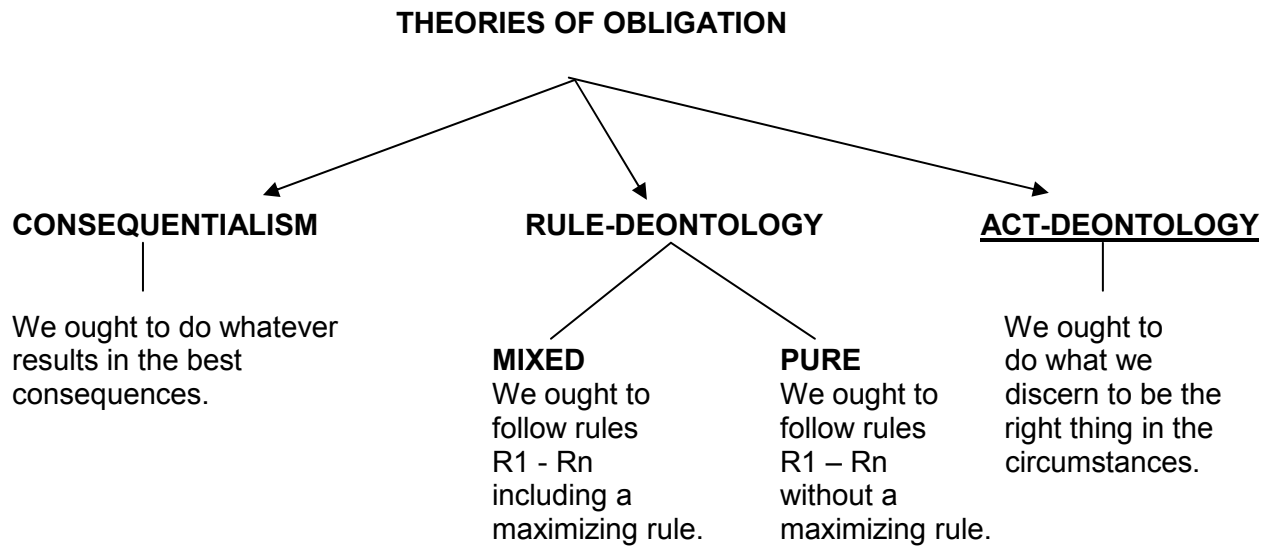 THEORIES OF OBLIGATION
CONSEQUENTIALISM
We ought to do whatever
results in the best
consequences.
RULE-DEONTOLOGY
MIXED
We ought to
follow rules
R1 - Rn
including a
maximizing rule.
PURE
We ought to
follow rules
R1 – Rn
without a
maximizing rule.
ACT-DEONTOLOGY
We ought to
do what we
discern to be the
right thing in the
circumstances.